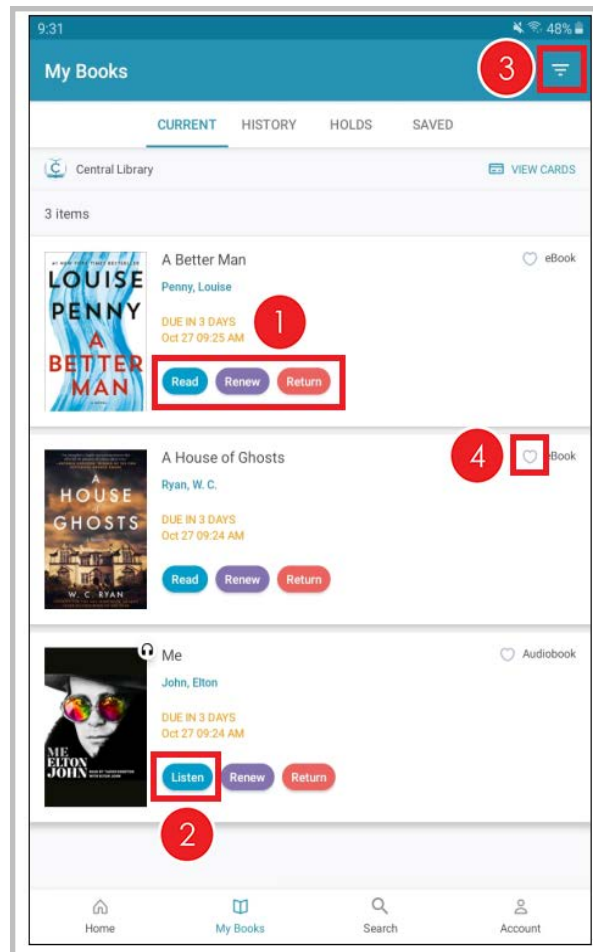 9:31
48%
My Books
3
CURRENT HISTORY HOLDS SAVED
Central Library
VIEW CARDS
3 items
LOUISE
PENNY
A
BETTER
MAN
A Better Man
eBook
Penny, Louise
DUE IN 3 DAYS
Oct 27 09:25 AM
1
Read Renew Return
A
HOUSE
of
GHOSTS
W. C. RYAN
A House of Ghosts
4
eBook
Ryan, W. C.
DUE IN 3 DAYS
Oct 27 09:24 AM
Read Renew Return
ME
ELTON
JOHN
Me
Audiobook
John, Elton
DUE IN 3 DAYS
Oct 27 09:24 AM
Listen Renew Return
2
Home My Books Search Account